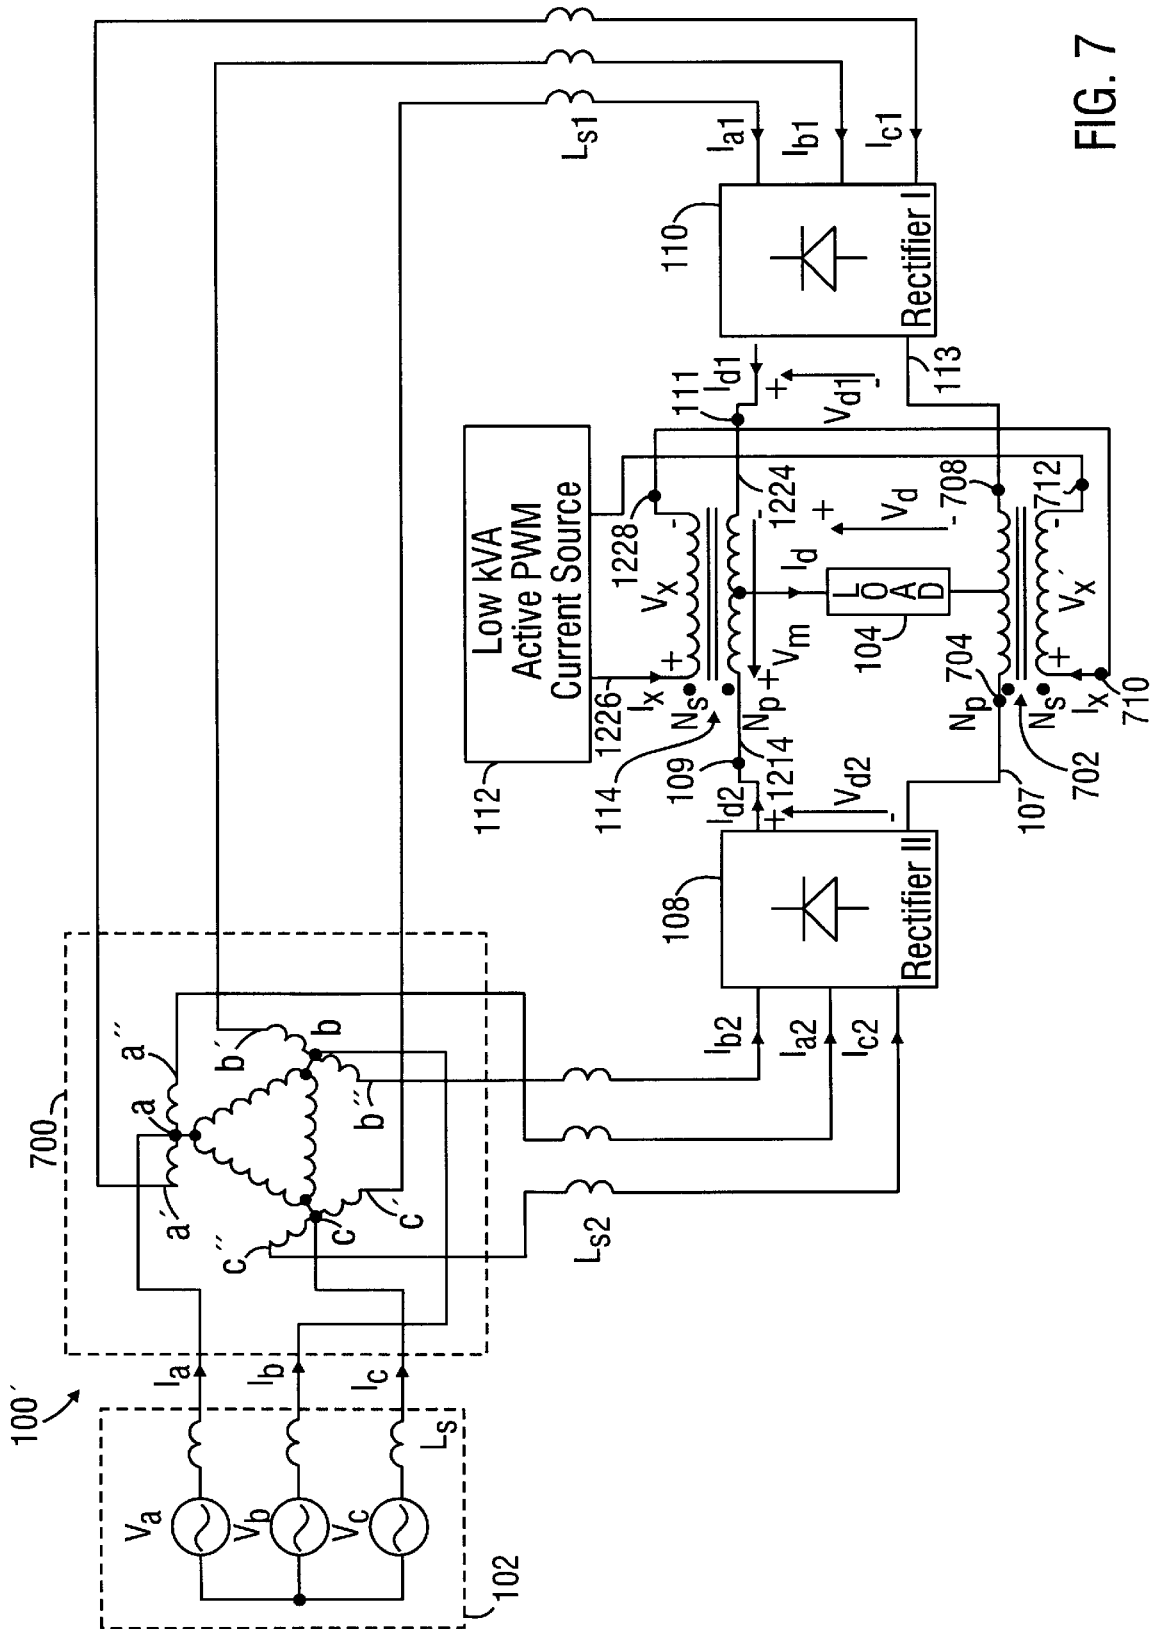 100´
102
Va
Vb
Vc
Ls
Ia
Ib
Ic
700
a´
a
a´´
b´
b
b´´
c´´
c
c´
Ls1
Ls2
Ib2
Ia2
Ic2
108
Rectifier II
Ia1
Ib1
Ic1
110
Rectifier I
112
Low kVA
Active PWM
Current Source
1226
Ix
+
Vx
-
1228
114
Ns
Np
+
Vm
-
109
1214
Id2
+
Vd2
-
111
Id1
+
Vd1
-
113
1224
Id
LOAD
104
+
Vd
-
107
704
Np
Ns
702
708
712
Ix
710
+
Vx´
-
FIG. 7